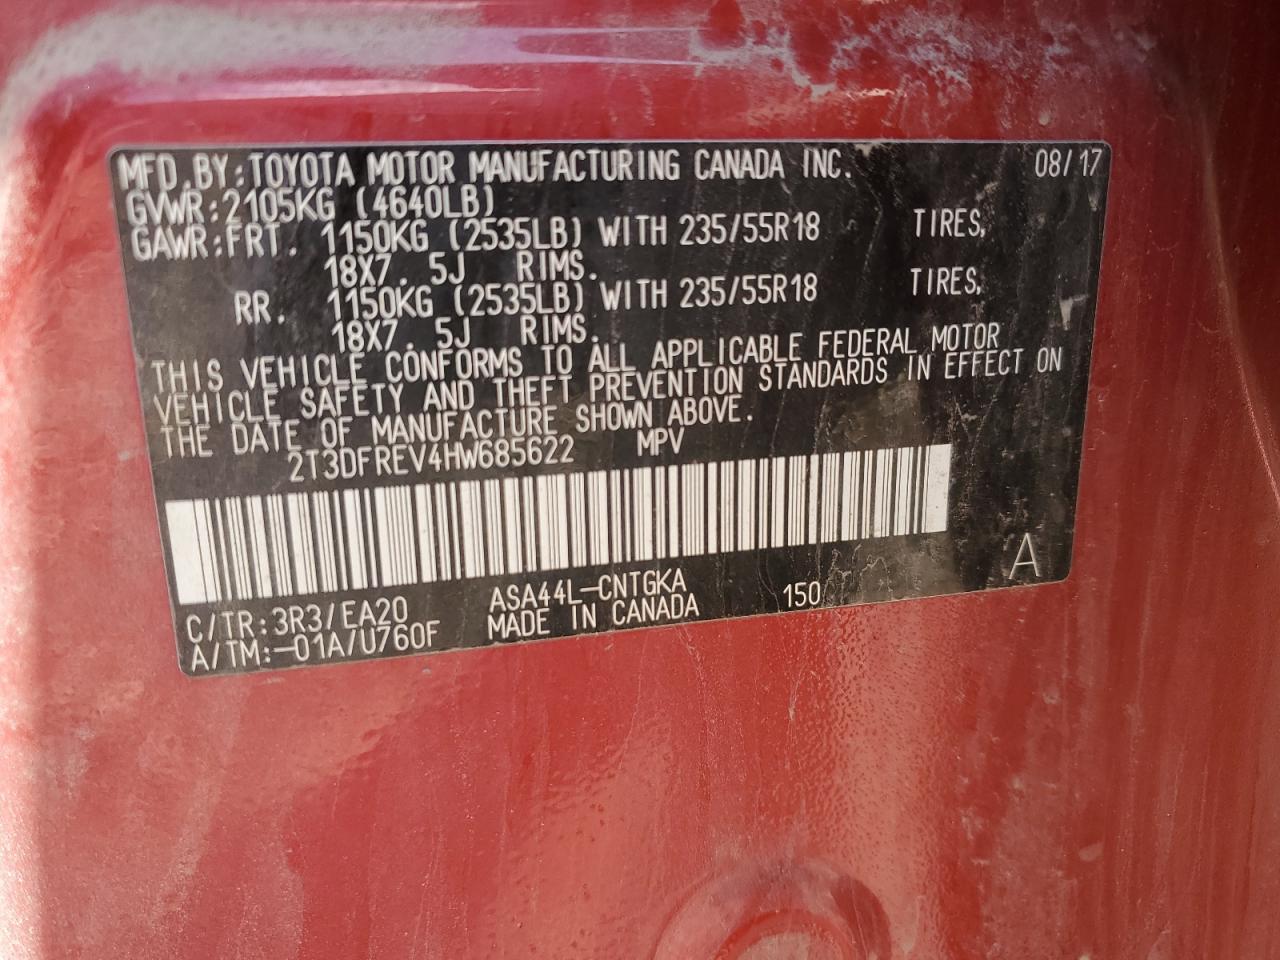 MFD.BY:TOYOTA MOTOR MANUFACTURING CANADA INC. 08/17
GVWR:2105KG (4640LB)
GAWR:FRT. 1150KG (2535LB) WITH 235/55R18 TIRES,
18X7.5J RIMS.
RR. 1150KG (2535LB) WITH 235/55R18 TIRES,
18X7.5J RIMS.
THIS VEHICLE CONFORMS TO ALL APPLICABLE FEDERAL MOTOR
VEHICLE SAFETY AND THEFT PREVENTION STANDARDS IN EFFECT ON
THE DATE OF MANUFACTURE SHOWN ABOVE.
2T3DFREV4HW685622 MPV
C/TR:3R3/EA20 ASA44L-CNTGKA 150 A
A/TM:-01A/U760F MADE IN CANADA